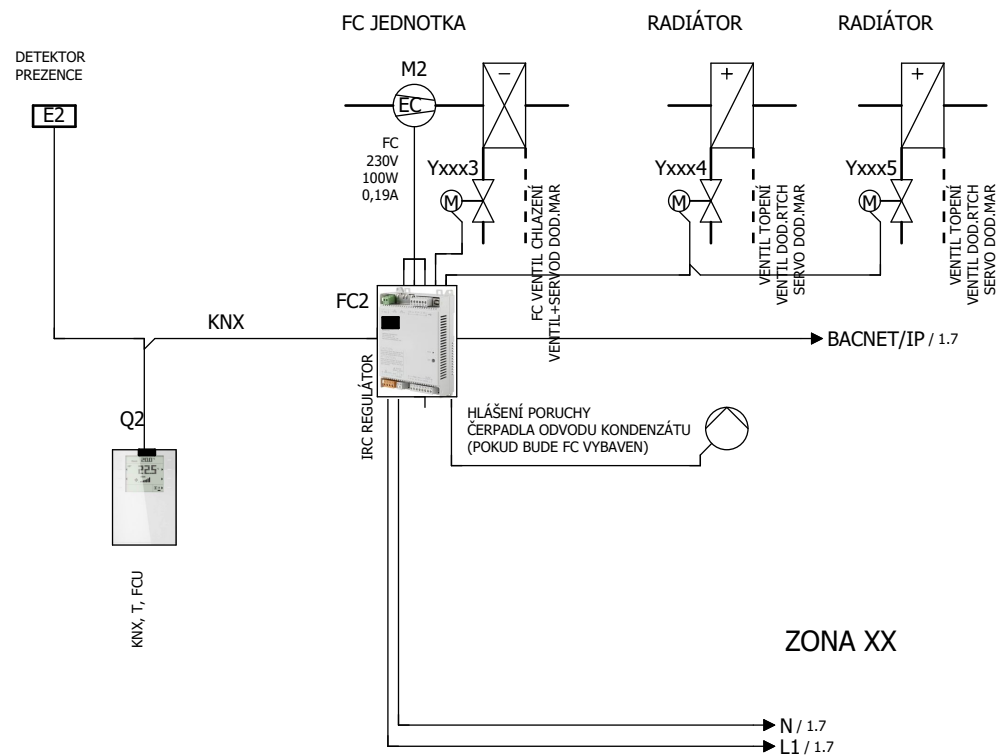 FC JEDNOTKA
RADIÁTOR
RADIÁTOR
DETEKTOR
PREZENCE
M2
E2
EC
FC
230V
100W
0,19A
Yxxx3
Yxxx4
Yxxx5
M
M
M
FC VENTIL CHLAZENÍ
VENTIL+SERVOD DOD.MAR
VENTIL TOPENÍ
VENTIL DOD.RTCH
SERVO DOD.MAR
VENTIL TOPENÍ
VENTIL DOD.RTCH
SERVO DOD.MAR
FC2
KNX
BACNET/IP / 1.7
IRC REGULÁTOR
HLÁŠENÍ PORUCHY
ČERPADLA ODVODU KONDENZÁTU
(POKUD BUDE FC VYBAVEN)
Q2
22.5
KNX, T, FCU
ZONA XX
N / 1.7
L1 / 1.7